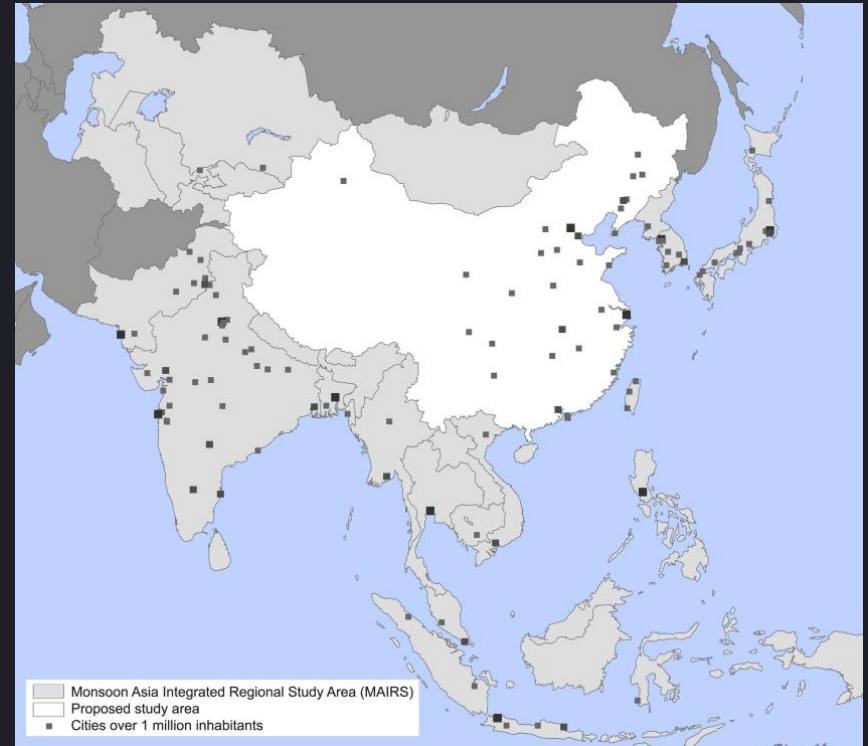 Monsoon Asia Integrated Regional Study Area (MAIRS)
Proposed study area
Cities over 1 million inhabitants